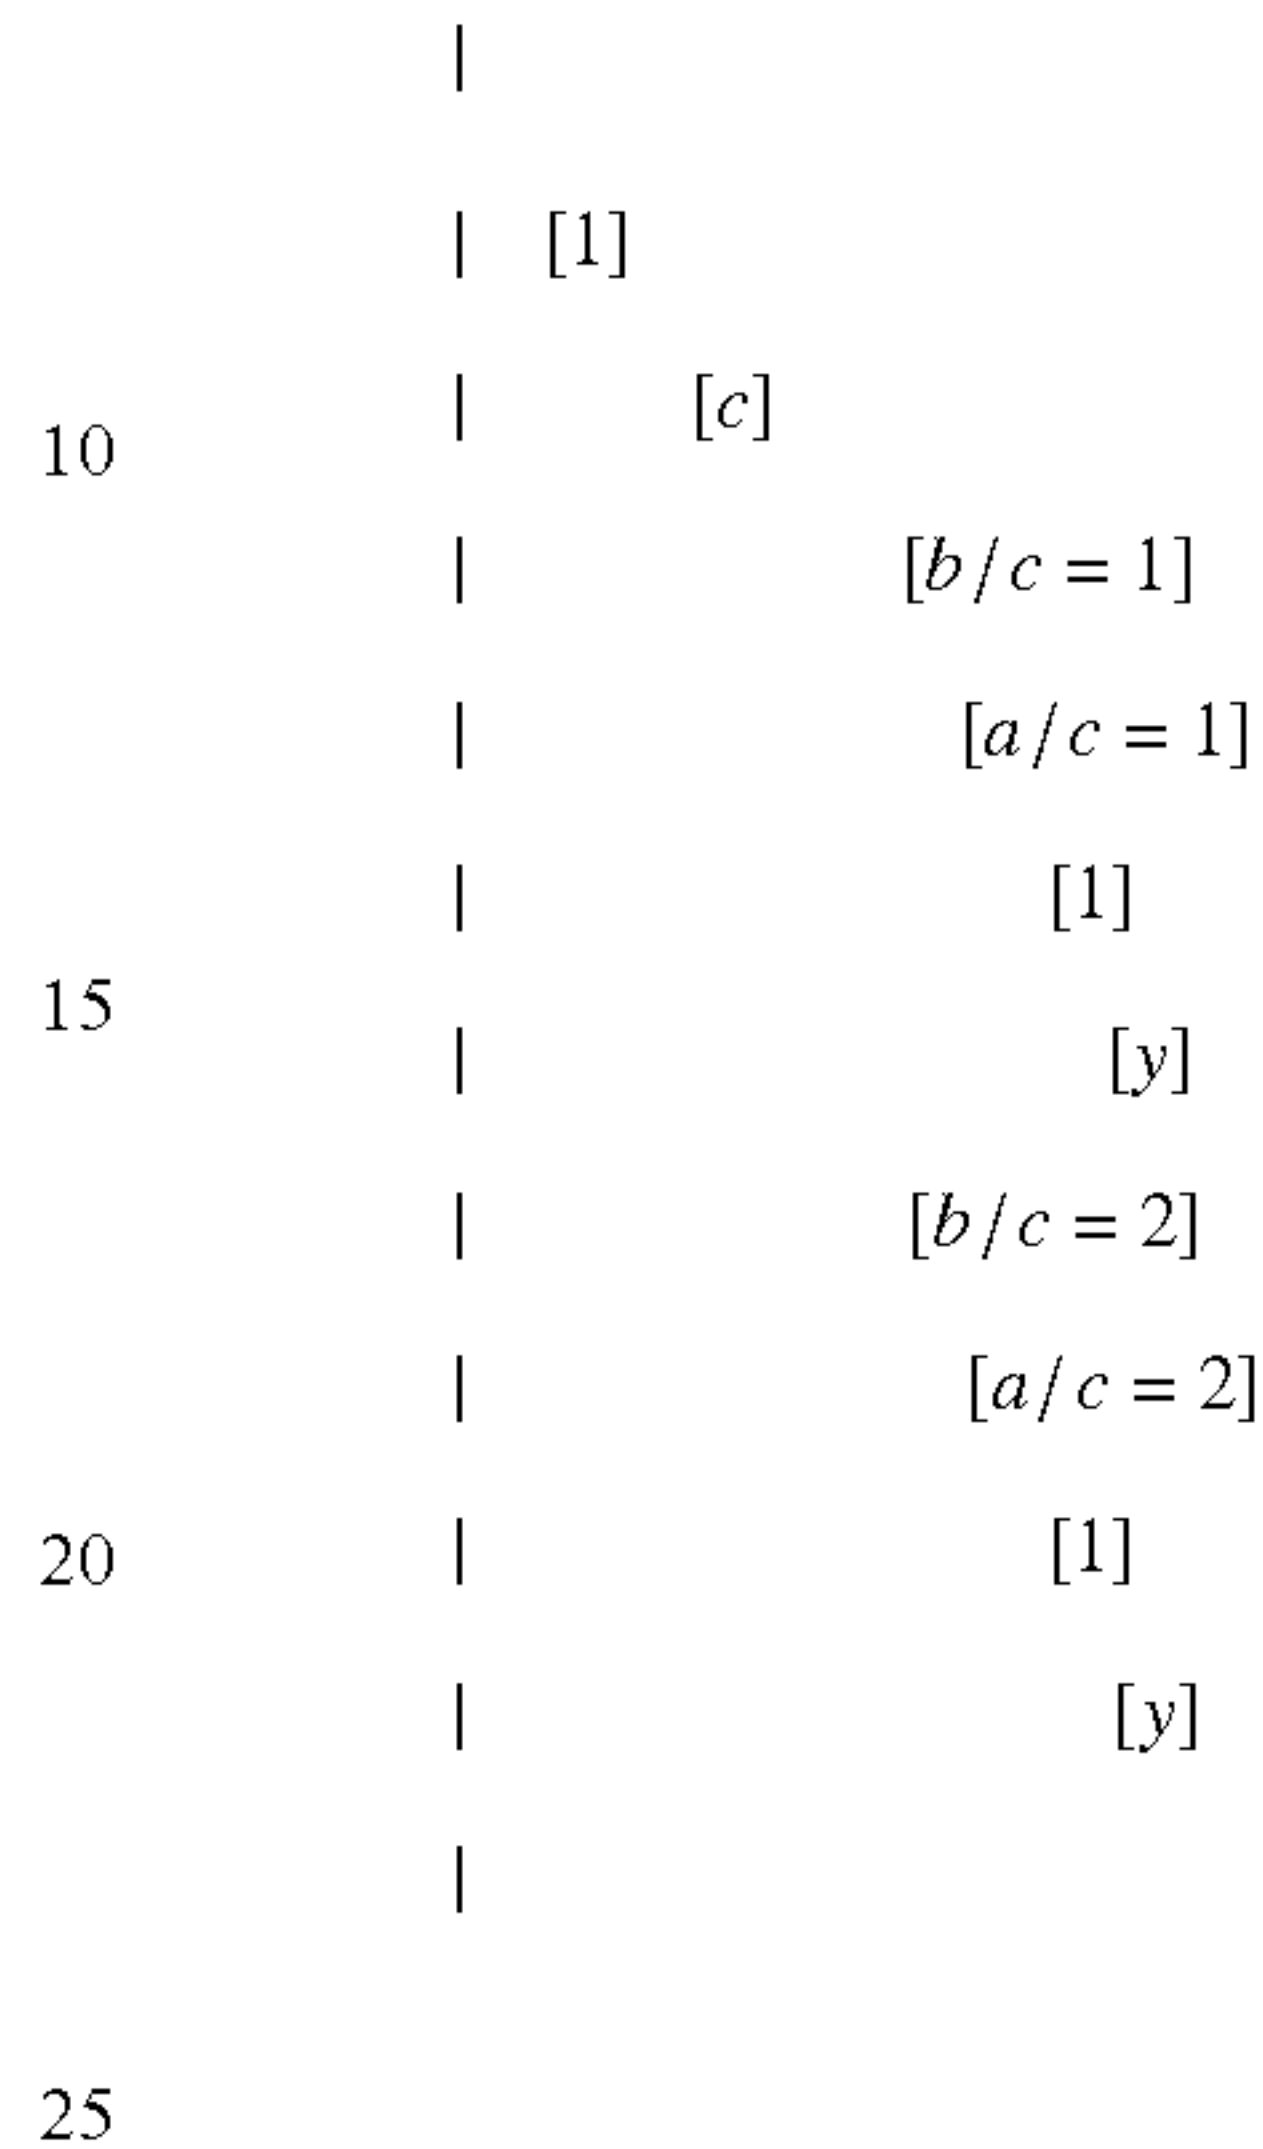 |
| [1]
| [c]
10
| [b/c = 1]
| [a/c = 1]
| [1]
15
| [y]
| [b/c = 2]
| [a/c = 2]
| [1]
20
| [y]
|
25